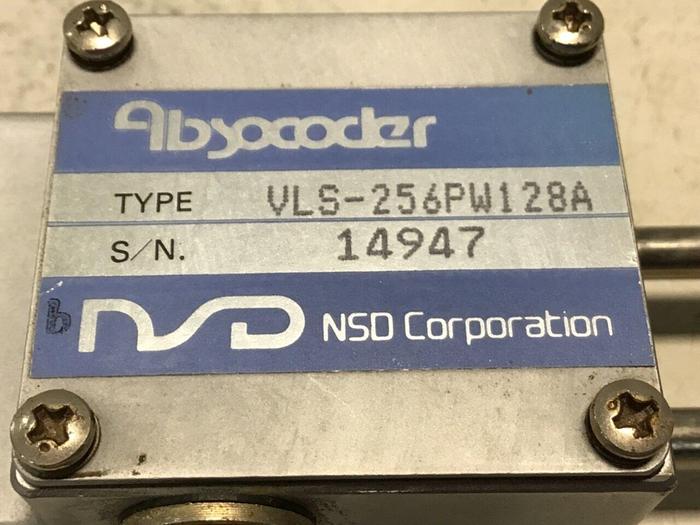 Absocoder
TYPE VLS-256PW128A
S/N. 14947
NSD NSD Corporation